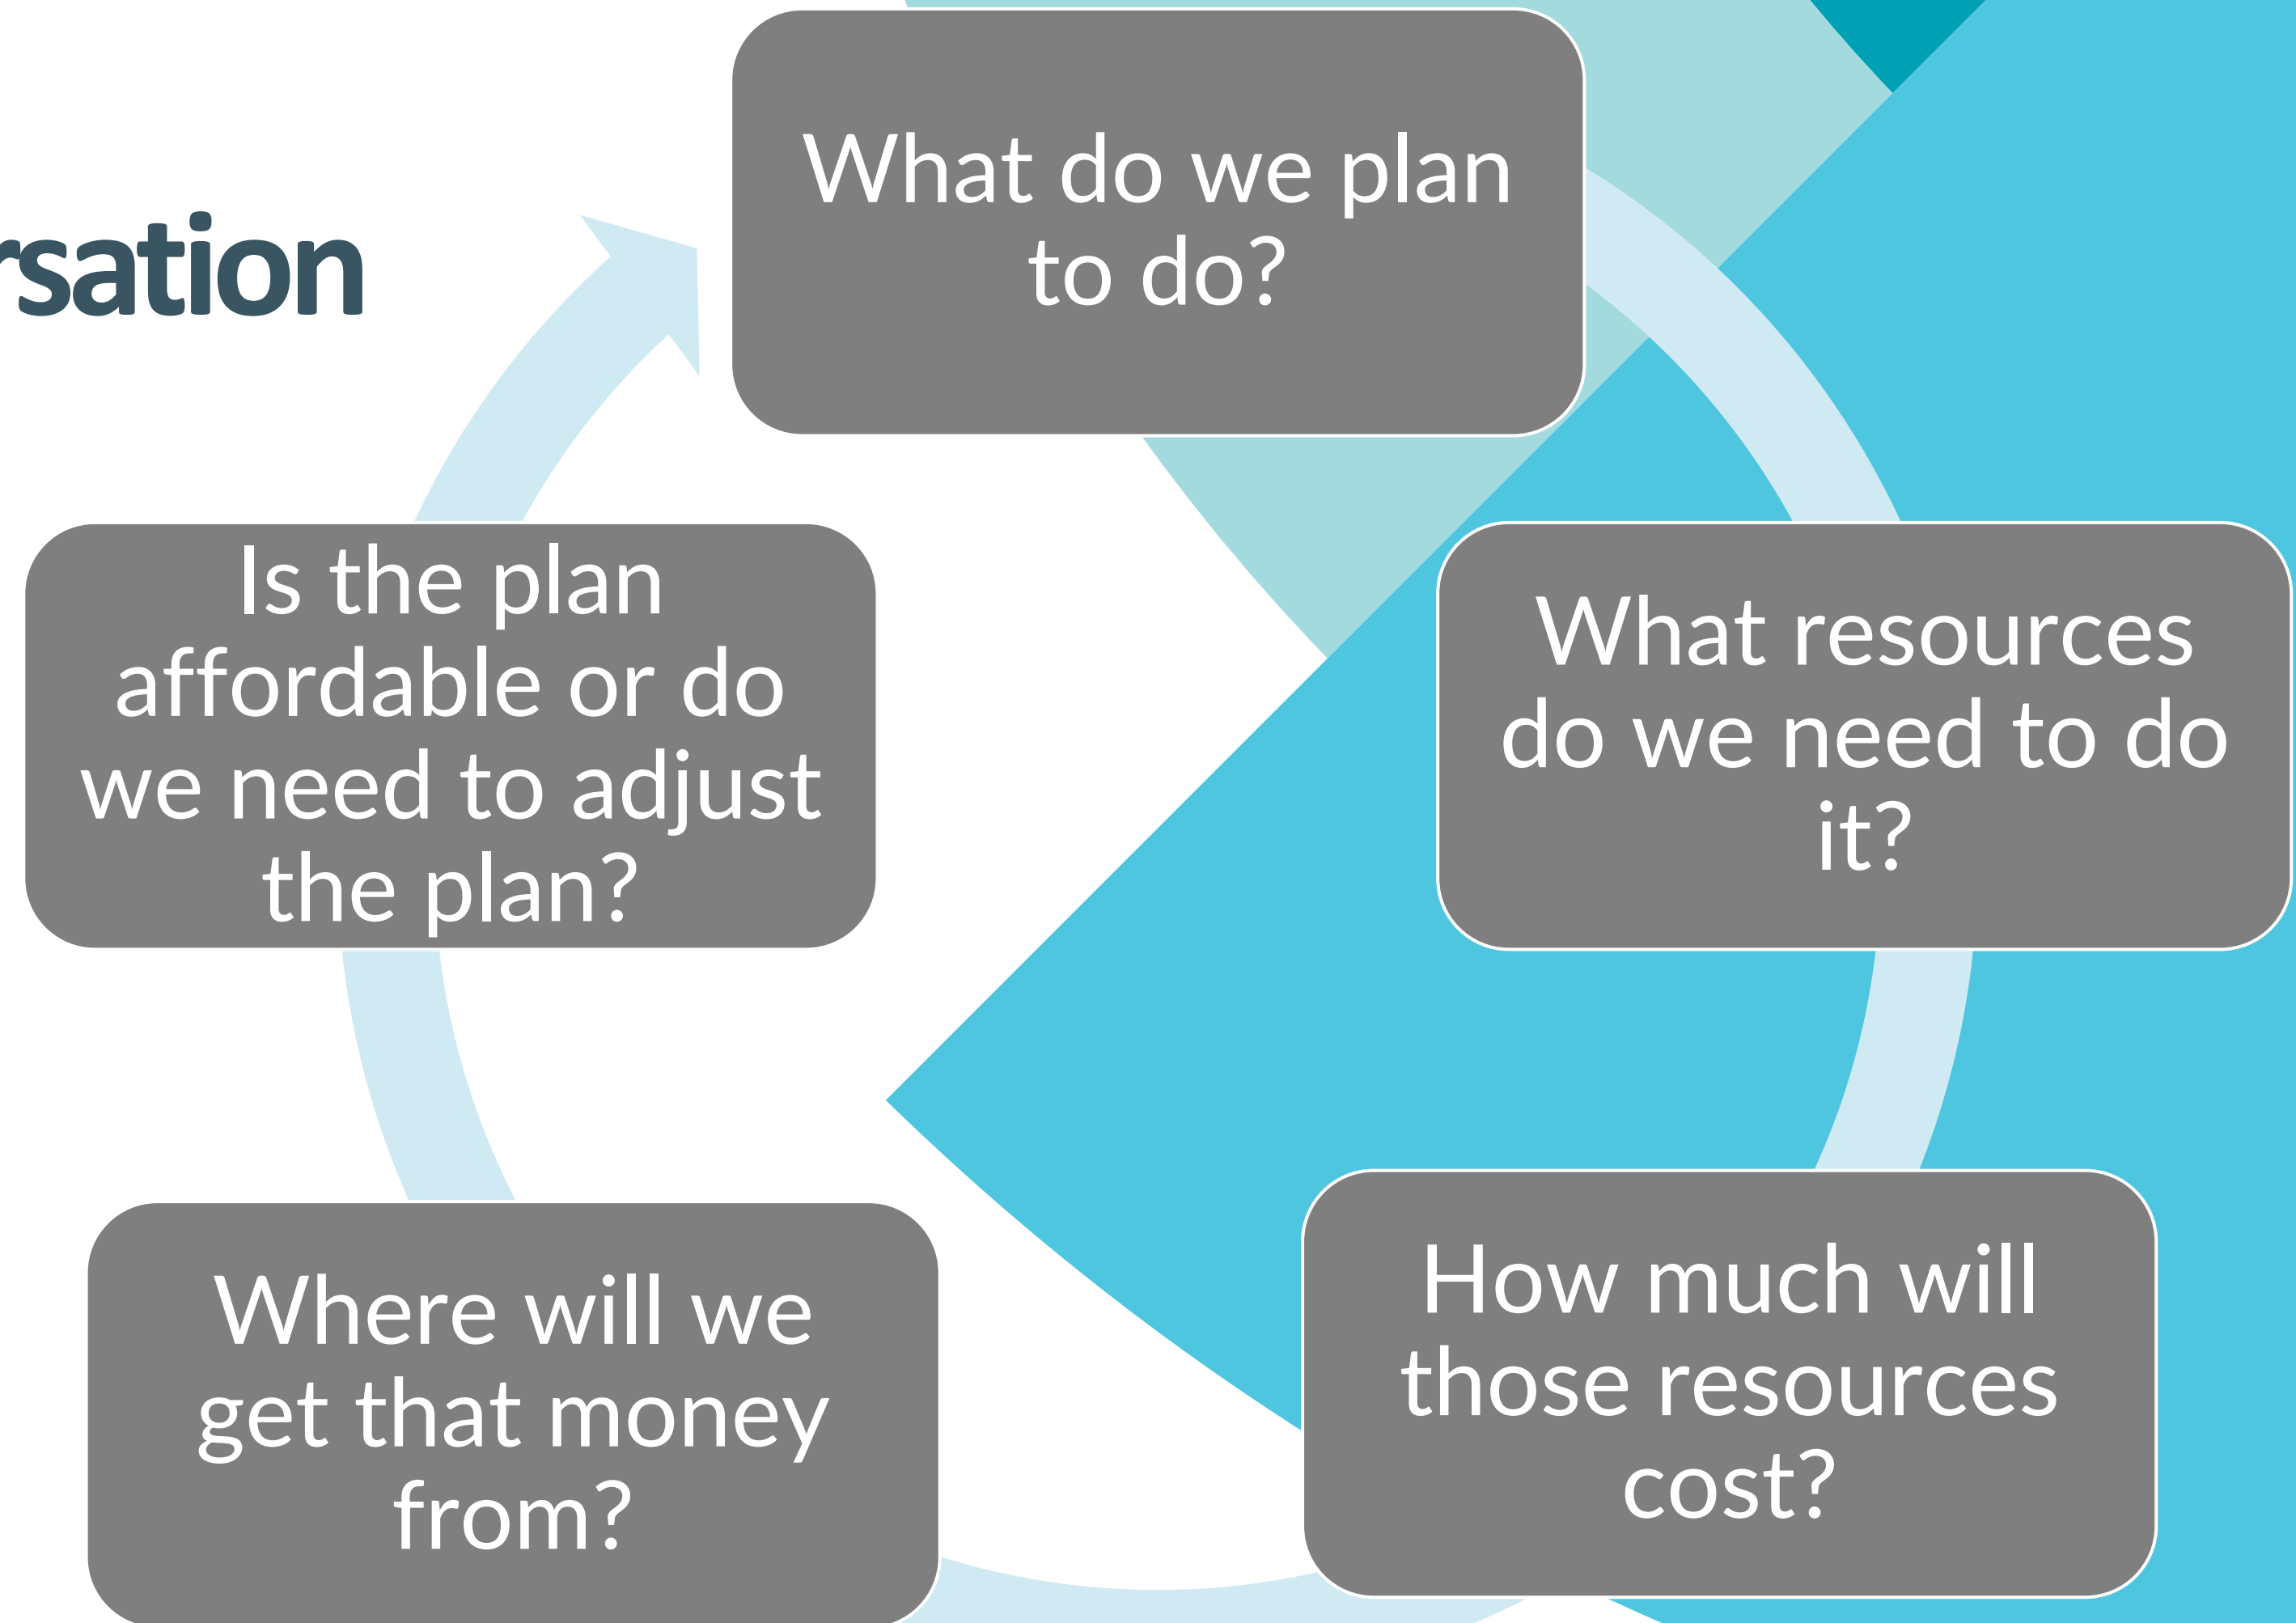 rsation
What do we plan
to do?
What resources
do we need to do
it?
How much will
those resources
cost?
Where will we
get that money
from?
Is the plan
affordable or do
we need to adjust
the plan?